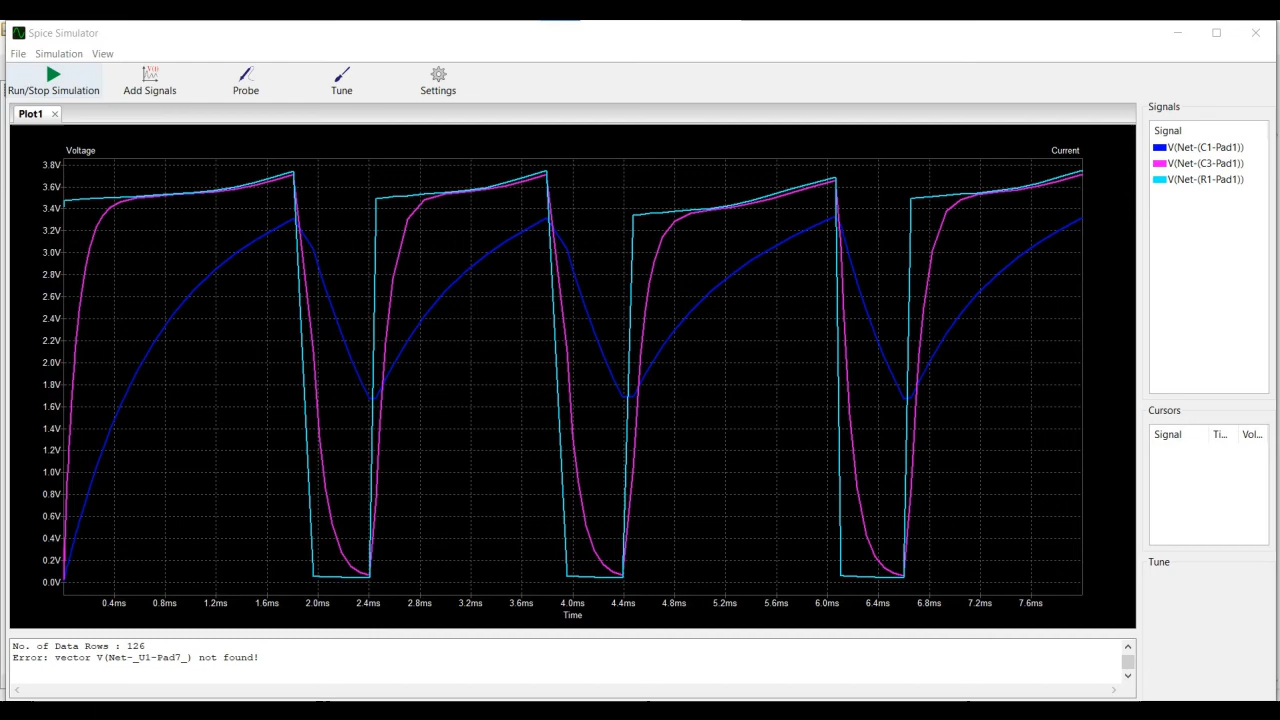 Spice Simulator
File Simulation View
Run/Stop Simulation Add Signals Probe Tune Settings
Plot1
Signals
Voltage Current
Signal
V(Net-(C1-Pad1))
V(Net-(C3-Pad1))
V(Net-(R1-Pad1))
3.8V
3.6V
3.4V
3.2V
3.0V
2.8V
2.6V
2.4V
2.2V
2.0V
1.8V
1.6V
1.4V
1.2V
1.0V
0.8V
0.6V
0.4V
0.2V
0.0V
0.4ms 0.8ms 1.2ms 1.6ms 2.0ms 2.4ms 2.8ms 3.2ms 3.6ms 4.0ms 4.4ms 4.8ms 5.2ms 5.6ms 6.0ms 6.4ms 6.8ms 7.2ms 7.6ms
Time
Cursors
Signal Ti... Vol...
Tune
No. of Data Rows : 126
Error: vector V(Net-_U1-Pad7_) not found!